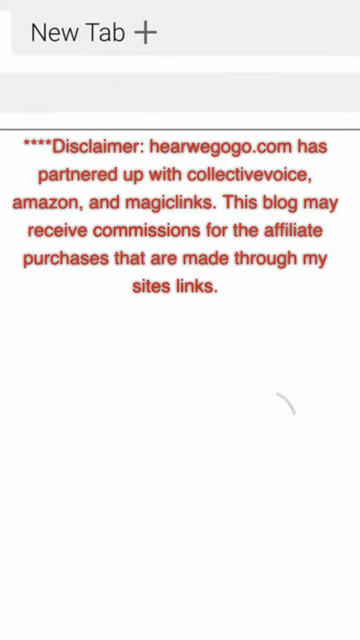 New Tab +
****Disclaimer: hearwegogo.com has
partnered up with collectivevoice,
amazon, and magiclinks. This blog may
receive commissions for the affiliate
purchases that are made through my
sites links.